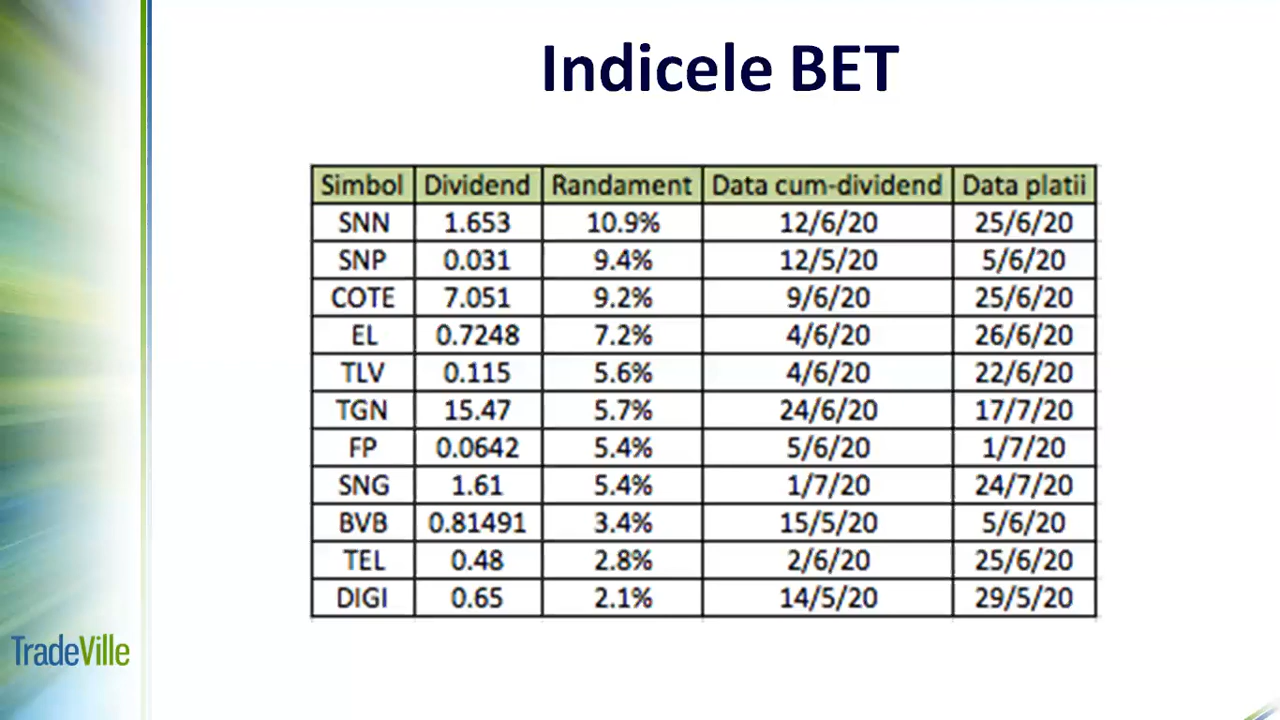 Indicele BET
Simbol Dividend Randament Data cum-dividend Data platii
SNN 1.653 10.9% 12/6/20 25/6/20
SNP 0.031 9.4% 12/5/20 5/6/20
COTE 7.051 9.2% 9/6/20 25/6/20
EL 0.7248 7.2% 4/6/20 26/6/20
TLV 0.115 5.6% 4/6/20 22/6/20
TGN 15.47 5.7% 24/6/20 17/7/20
FP 0.0642 5.4% 5/6/20 1/7/20
SNG 1.61 5.4% 1/7/20 24/7/20
BVB 0.81491 3.4% 15/5/20 5/6/20
TEL 0.48 2.8% 2/6/20 25/6/20
DIGI 0.65 2.1% 14/5/20 29/5/20
TradeVille